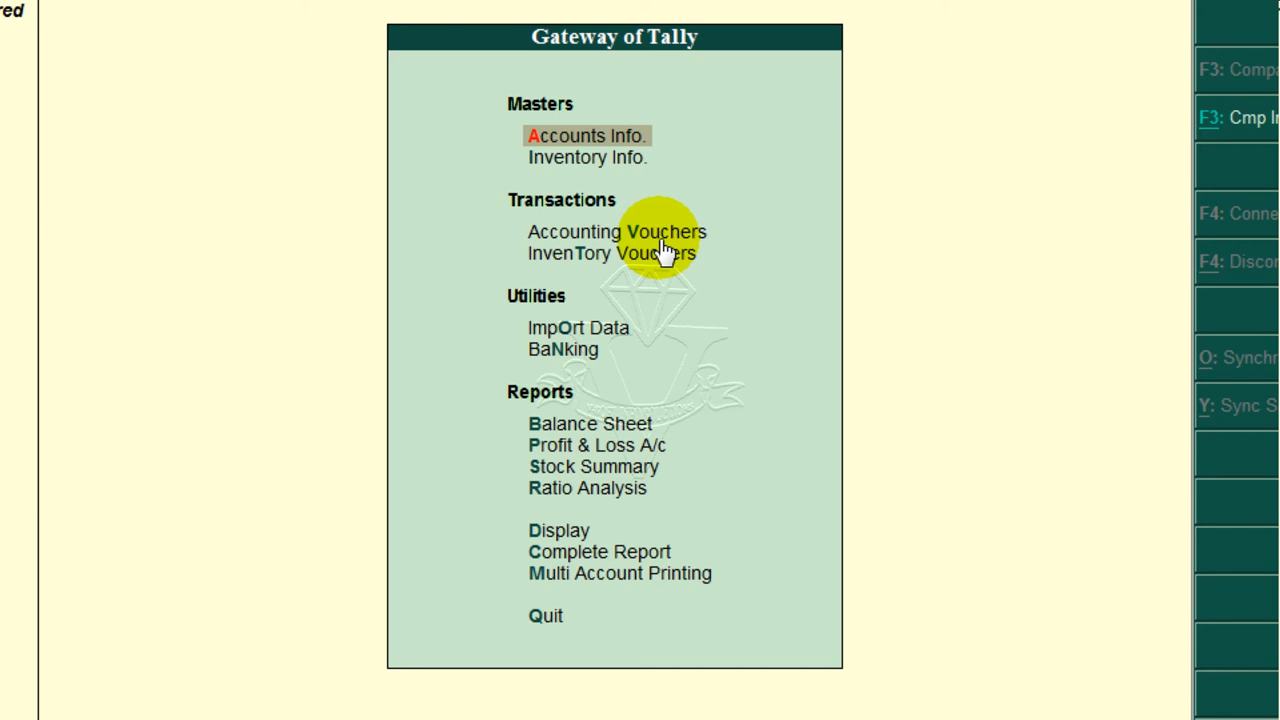 red
Gateway of Tally
Masters
Accounts Info.
Inventory Info.
Transactions
Accounting Vouchers
InvenTory Vouchers
Utilities
ImpOrt Data
BaNking
Reports
Balance Sheet
Profit & Loss A/c
Stock Summary
Ratio Analysis
Display
Complete Report
Multi Account Printing
Quit
F3: Compa
F3: Cmp In
F4: Conne
F4: Discon
O: Synchr
Y: Sync S